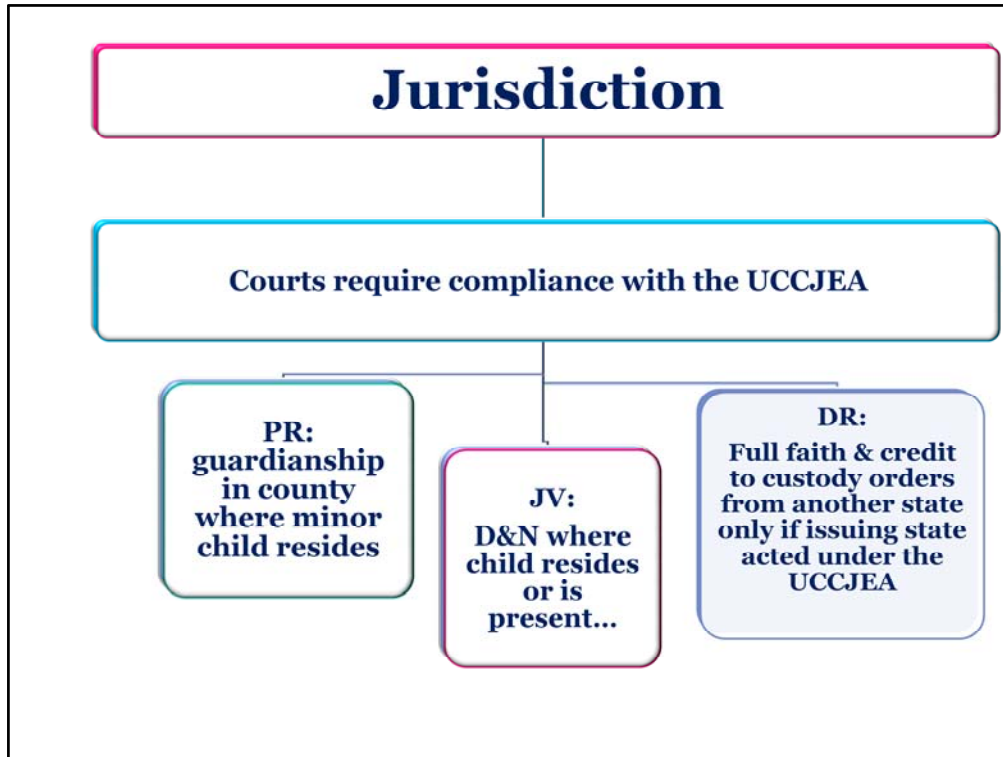 Jurisdiction
Courts require compliance with the UCCJEA
PR:
guardianship
in county
where minor
child resides
JV:
D&N where
child resides
or is
present...
DR:
Full faith & credit
to custody orders
from another state
only if issuing state
acted under the
UCCJEA